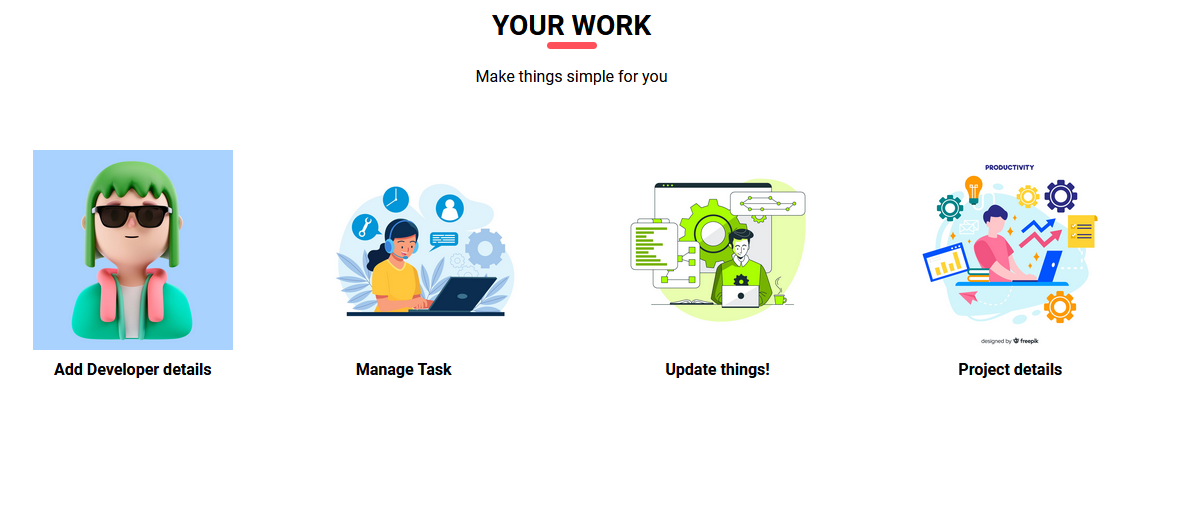 YOUR WORK
Make things simple for you
PRODUCTIVITY
designed by freepik
Add Developer details
Manage Task
Update things!
Project details